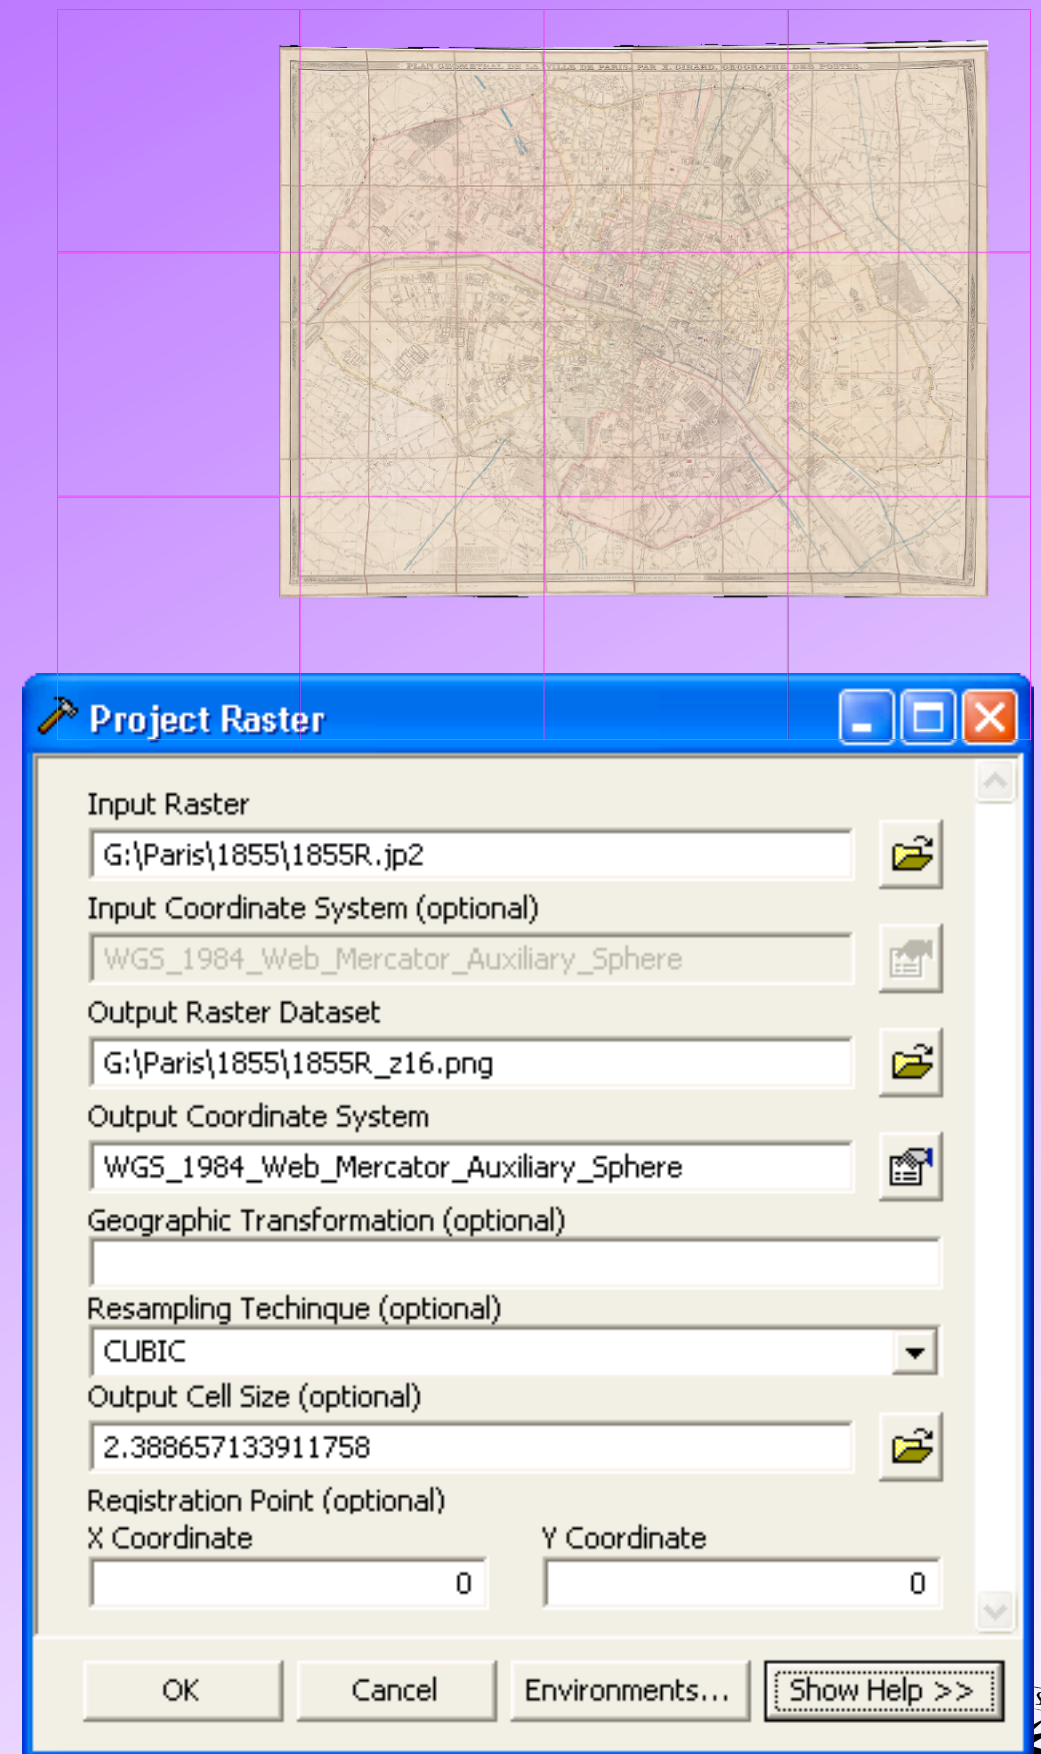 PLAN GEOMETRAL DE LA VILLE DE PARIS, PAR X. GIRARD, GEOGRAPHE DES POSTES.
Project Raster
Input Raster
G:\Paris\1855\1855R.jp2
Input Coordinate System (optional)
WGS_1984_Web_Mercator_Auxiliary_Sphere
Output Raster Dataset
G:\Paris\1855\1855R_z16.png
Output Coordinate System
WGS_1984_Web_Mercator_Auxiliary_Sphere
Geographic Transformation (optional)
Resampling Techinque (optional)
CUBIC
Output Cell Size (optional)
2.388657133911758
Registration Point (optional)
X Coordinate Y Coordinate
0 0
OK Cancel Environments... Show Help >>